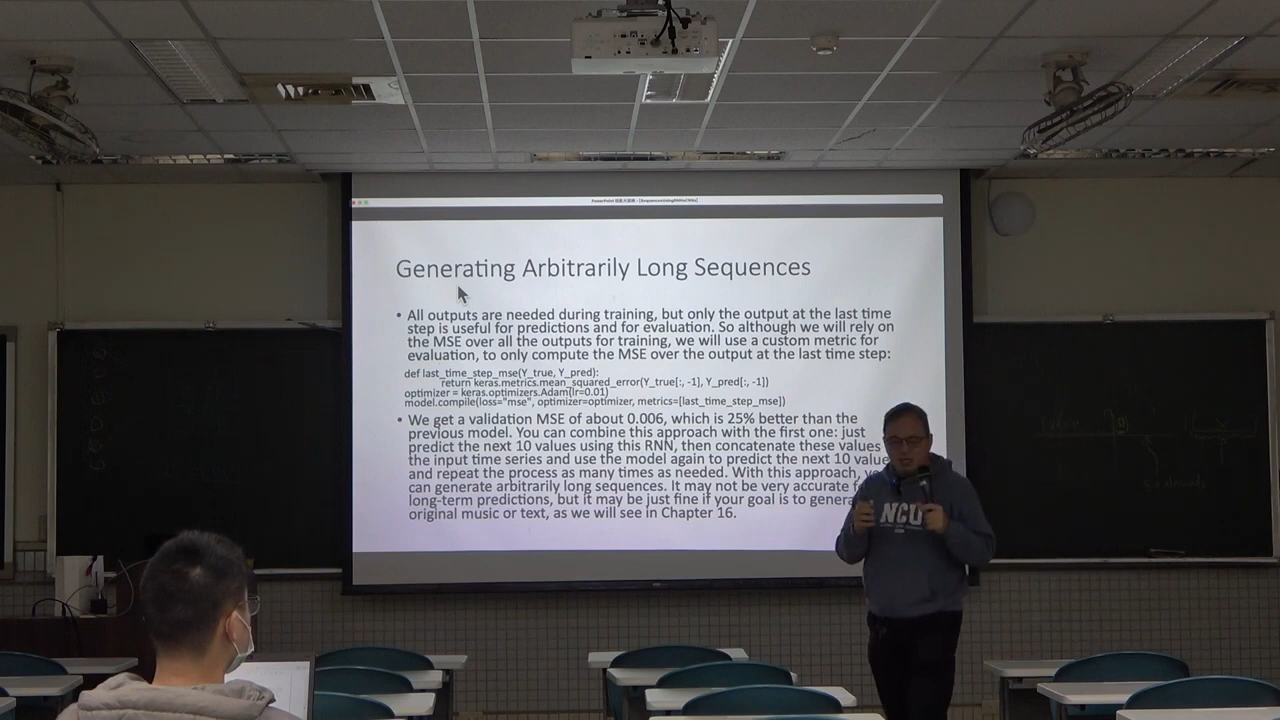 PowerPoint
Generating Arbitrarily Long Sequences
• All outputs are needed during training, but only the output at the last time
step is useful for predictions and for evaluation. So although we will rely on
the MSE over all the outputs for training, we will use a custom metric for
evaluation, to only compute the MSE over the output at the last time step:
def last_time_step_mse(Y_true, Y_pred):
return keras.metrics.mean_squared_error(Y_true[:, -1], Y_pred[:, -1])
optimizer = keras.optimizers.Adam(lr=0.01)
model.compile(loss="mse", optimizer=optimizer, metrics=[last_time_step_mse])
• We get a validation MSE of about 0.006, which is 25% better than the
previous model. You can combine this approach with the first one: just
predict the next 10 values using this RNN, then concatenate these values
the input time series and use the model again to predict the next 10 value
and repeat the process as many times as needed. With this approach, y
can generate arbitrarily long sequences. It may not be very accurate f
long-term predictions, but it may be just fine if your goal is to genera
original music or text, as we will see in Chapter 16.
NCU